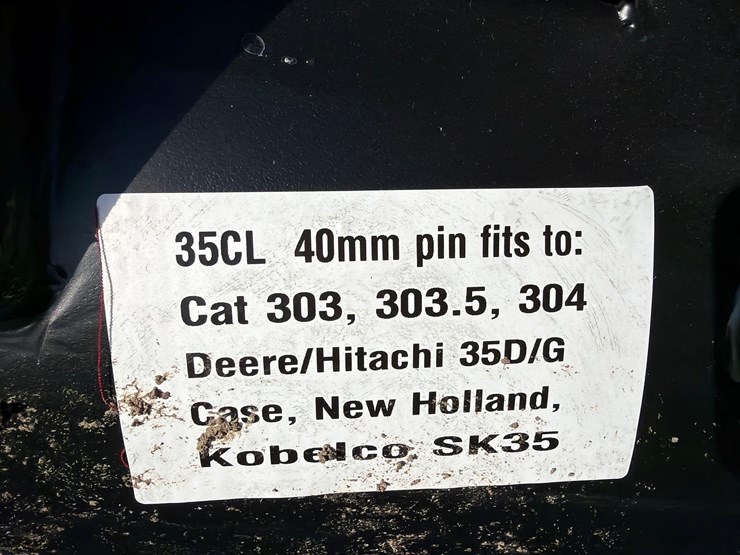 35CL 40mm pin fits to:
Cat 303, 303.5, 304
Deere/Hitachi 35D/G
Case, New Holland,
Kobelco SK35